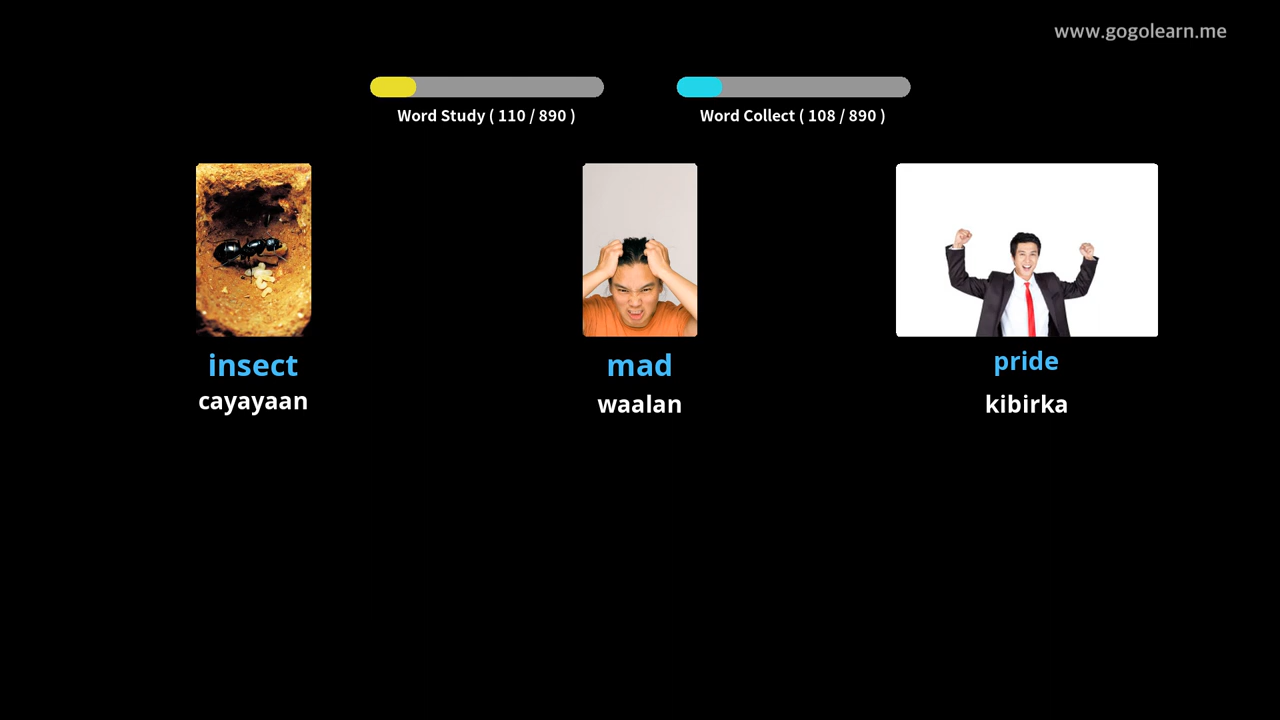 www.gogolearn.me
Word Study ( 110 / 890 )
Word Collect ( 108 / 890 )
insect
cayayaan
mad
waalan
pride
kibirka